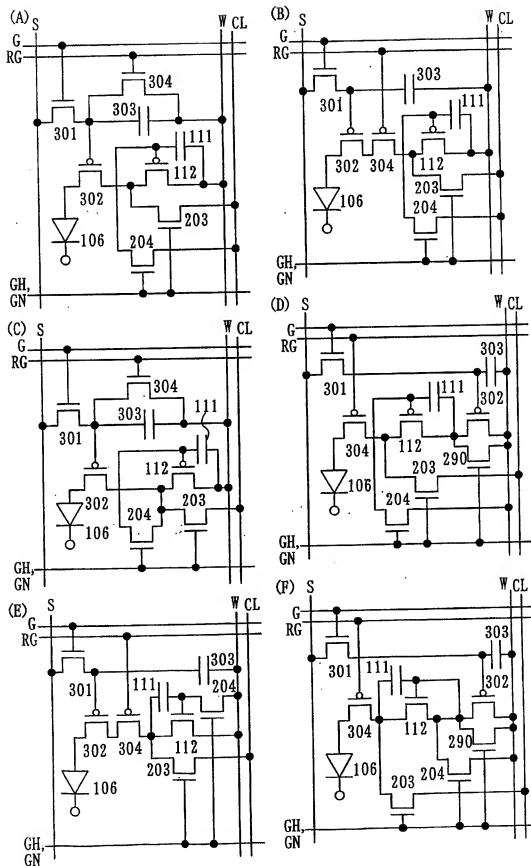 (A) S W CL
G
RG
304
303
301
111
302
112
203
106
204
GH,
GN
(B) S W CL
G
RG
303
301
111
302 304
112
203
106
204
GH,
GN
(C) S W CL
G
RG
304
303
111
301
112
302
204 203
106
GH,
GN
(D) S W CL
G
RG
303
301
111
302
304
112
290
203
106
204
GH,
GN
(E) S W CL
G
RG
303
301
111
204
302 304
112
203
106
GH,
GN
(F) S W CL
G
RG
303
301
111
302
304
112
290
106
203
204
GH,
GN